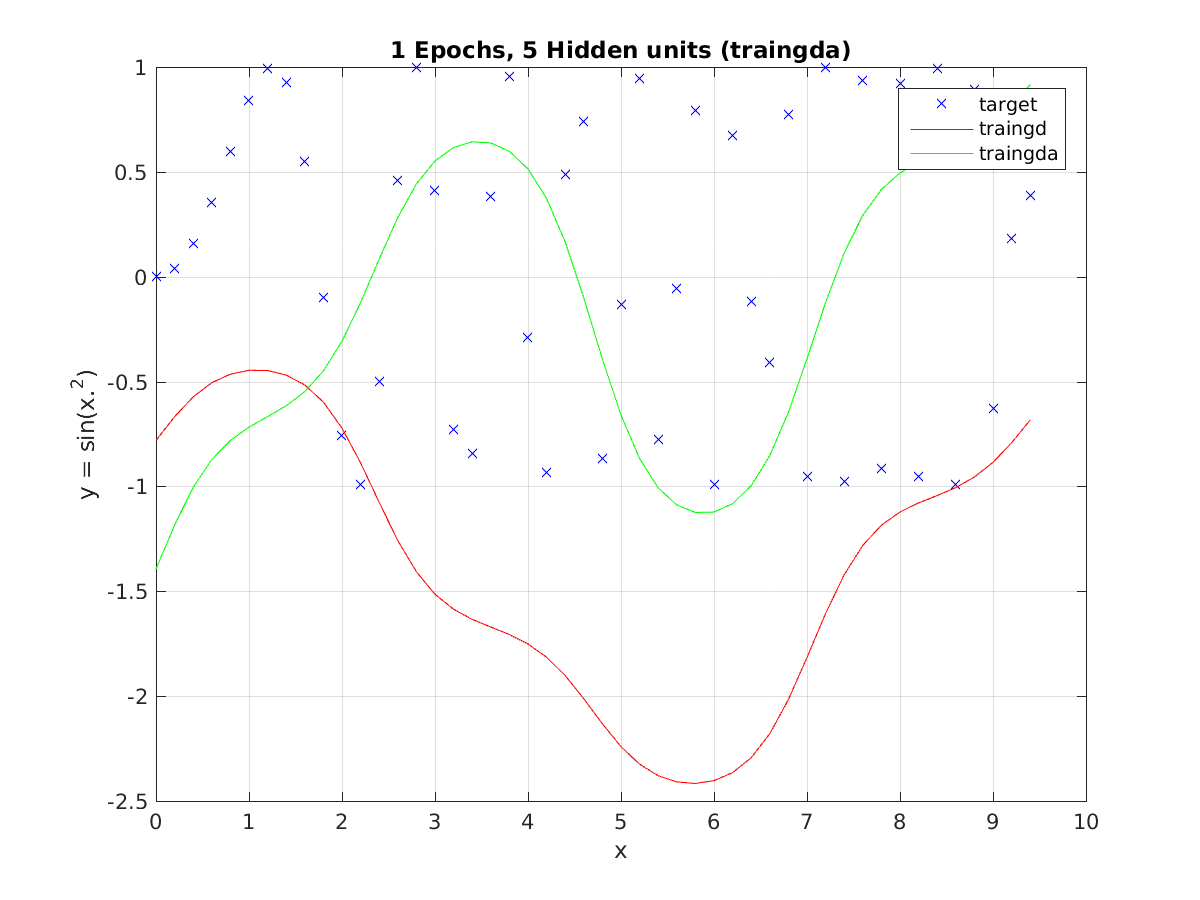 1 Epochs, 5 Hidden units (traingda)
1
0.5
0
-0.5
-1
-1.5
-2
-2.5
y = sin(x.^2)
target
traingd
traingda
0 1 2 3 4 5 6 7 8 9 10
x